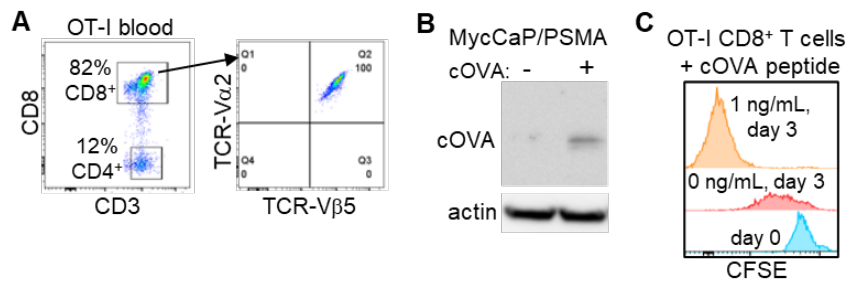 A
OT-I blood
82%
CD8⁺
12%
CD4⁺
CD8
CD3
Q1
0
Q2
100
Q4
0
Q3
0
TCR-Vα2
TCR-Vβ5
B
MycCaP/PSMA
cOVA: - +
cOVA
actin
C
OT-I CD8⁺ T cells
+ cOVA peptide
1 ng/mL,
day 3
0 ng/mL, day 3
day 0
CFSE